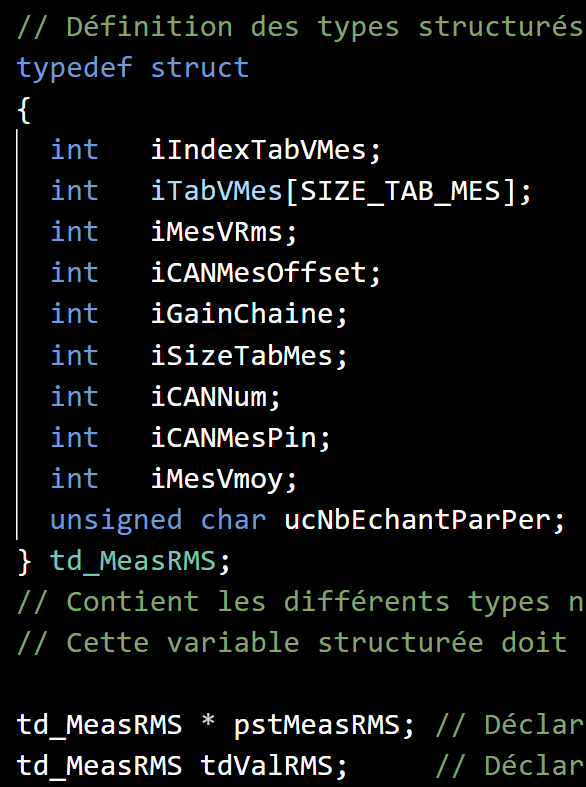 // Définition des types structurés
typedef struct
{
int iIndexTabVMes;
int iTabVMes[SIZE_TAB_MES];
int iMesVRms;
int iCANMesOffset;
int iGainChaine;
int iSizeTabMes;
int iCANNum;
int iCANMesPin;
int iMesVmoy;
unsigned char ucNbEchantParPer;
} td_MeasRMS;
// Contient les différents types n
// Cette variable structurée doit
td_MeasRMS * pstMeasRMS; // Déclar
td_MeasRMS tdValRMS; // Déclar